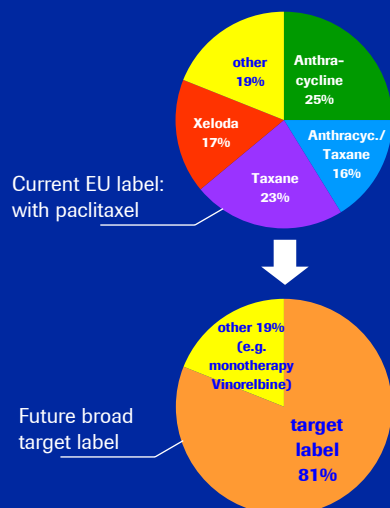 other
19%
Anthra-
cycline
25%
Xeloda
17%
Anthracyc./
Taxane
16%
Taxane
23%
Current EU label:
with paclitaxel
other 19%
(e.g.
monotherapy
Vinorelbine)
Future broad
target label
target
label
81%